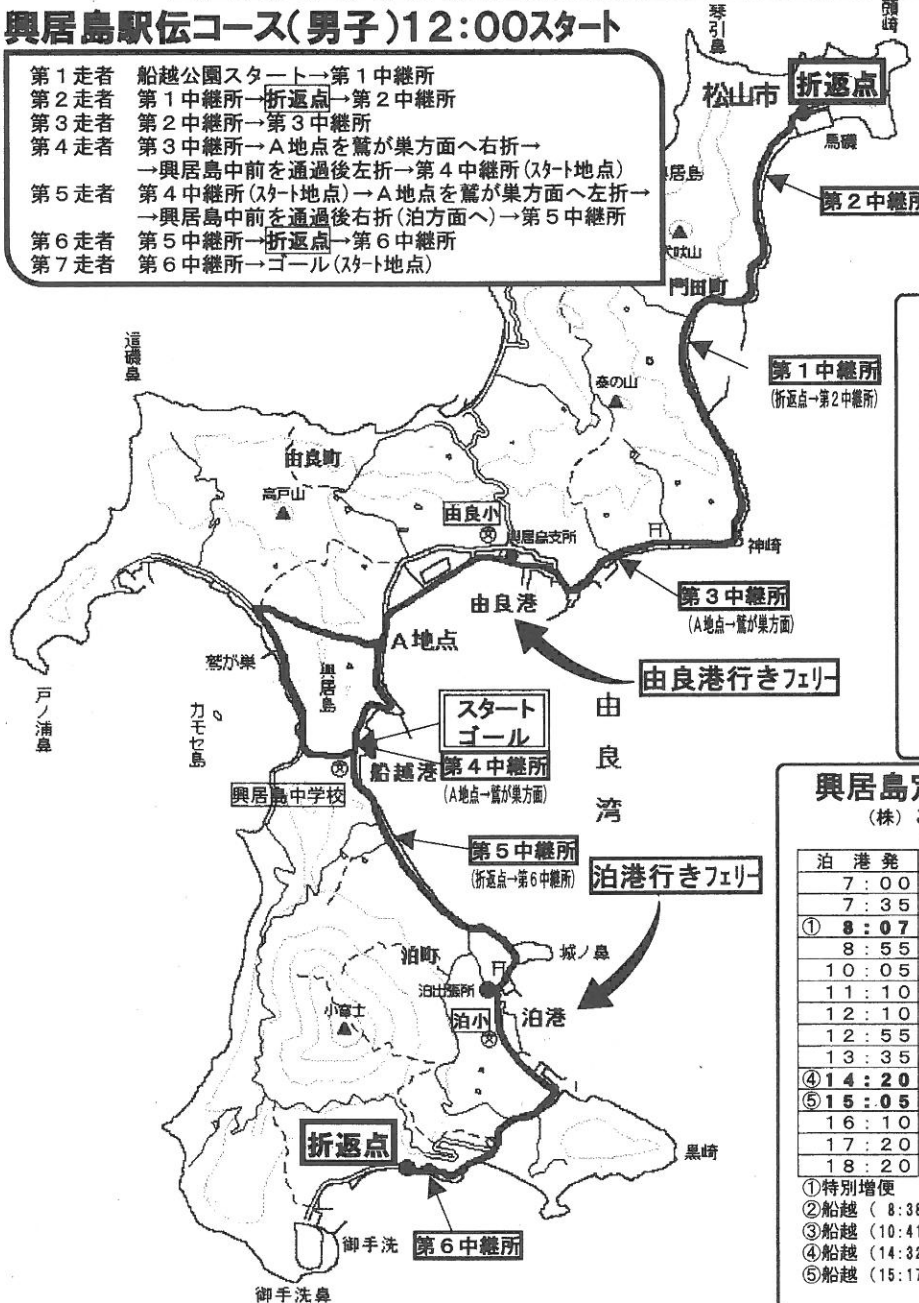 興居島駅伝コース(男子)12:00スタート
第1走者 船越公園スタート→第1中継所
第2走者 第1中継所→折返点→第2中継所
第3走者 第2中継所→第3中継所
第4走者 第3中継所→A地点を鷲が巣方面へ右折→
→興居島中前を通過後左折→第4中継所(スタート地点)
第5走者 第4中継所(スタート地点)→A地点を鷲が巣方面へ左折→
→興居島中前を通過後右折(泊方面へ)→第5中継所
第6走者 第5中継所→折返点→第6中継所
第7走者 第6中継所→ゴール(スタート地点)
琴引鼻
頭崎
松山市
折返点
馬磯
居島
第2中継所
門田町
第1中継所
(折返点→第2中継所)
泰の山
由良町
高戸山
由良小
興居島支所
神崎
由良港
第3中継所
(A地点→鷲が巣方面)
A地点
由良港行きフェリー
鷲が巣
興居島
戸ノ浦鼻
カモセ島
スタート
ゴール
船越港
第4中継所
(A地点→鷲が巣方面)
興居島中学校
由良湾
第5中継所
(折返点→第6中継所)
泊港行きフェリー
泊町
城ノ鼻
泊出張所
泊港
小富士
泊小
折返点
黒崎
御手洗
第6中継所
御手洗鼻
興居島
(株)
泊港発
7:00
7:35
① 8:07
8:55
10:05
11:10
12:10
12:55
13:35
④14:20
⑤15:05
16:10
17:20
18:20
①特別増便
②船越 ( 8:38
③船越 (10:41
④船越 (14:32
⑤船越 (15:17